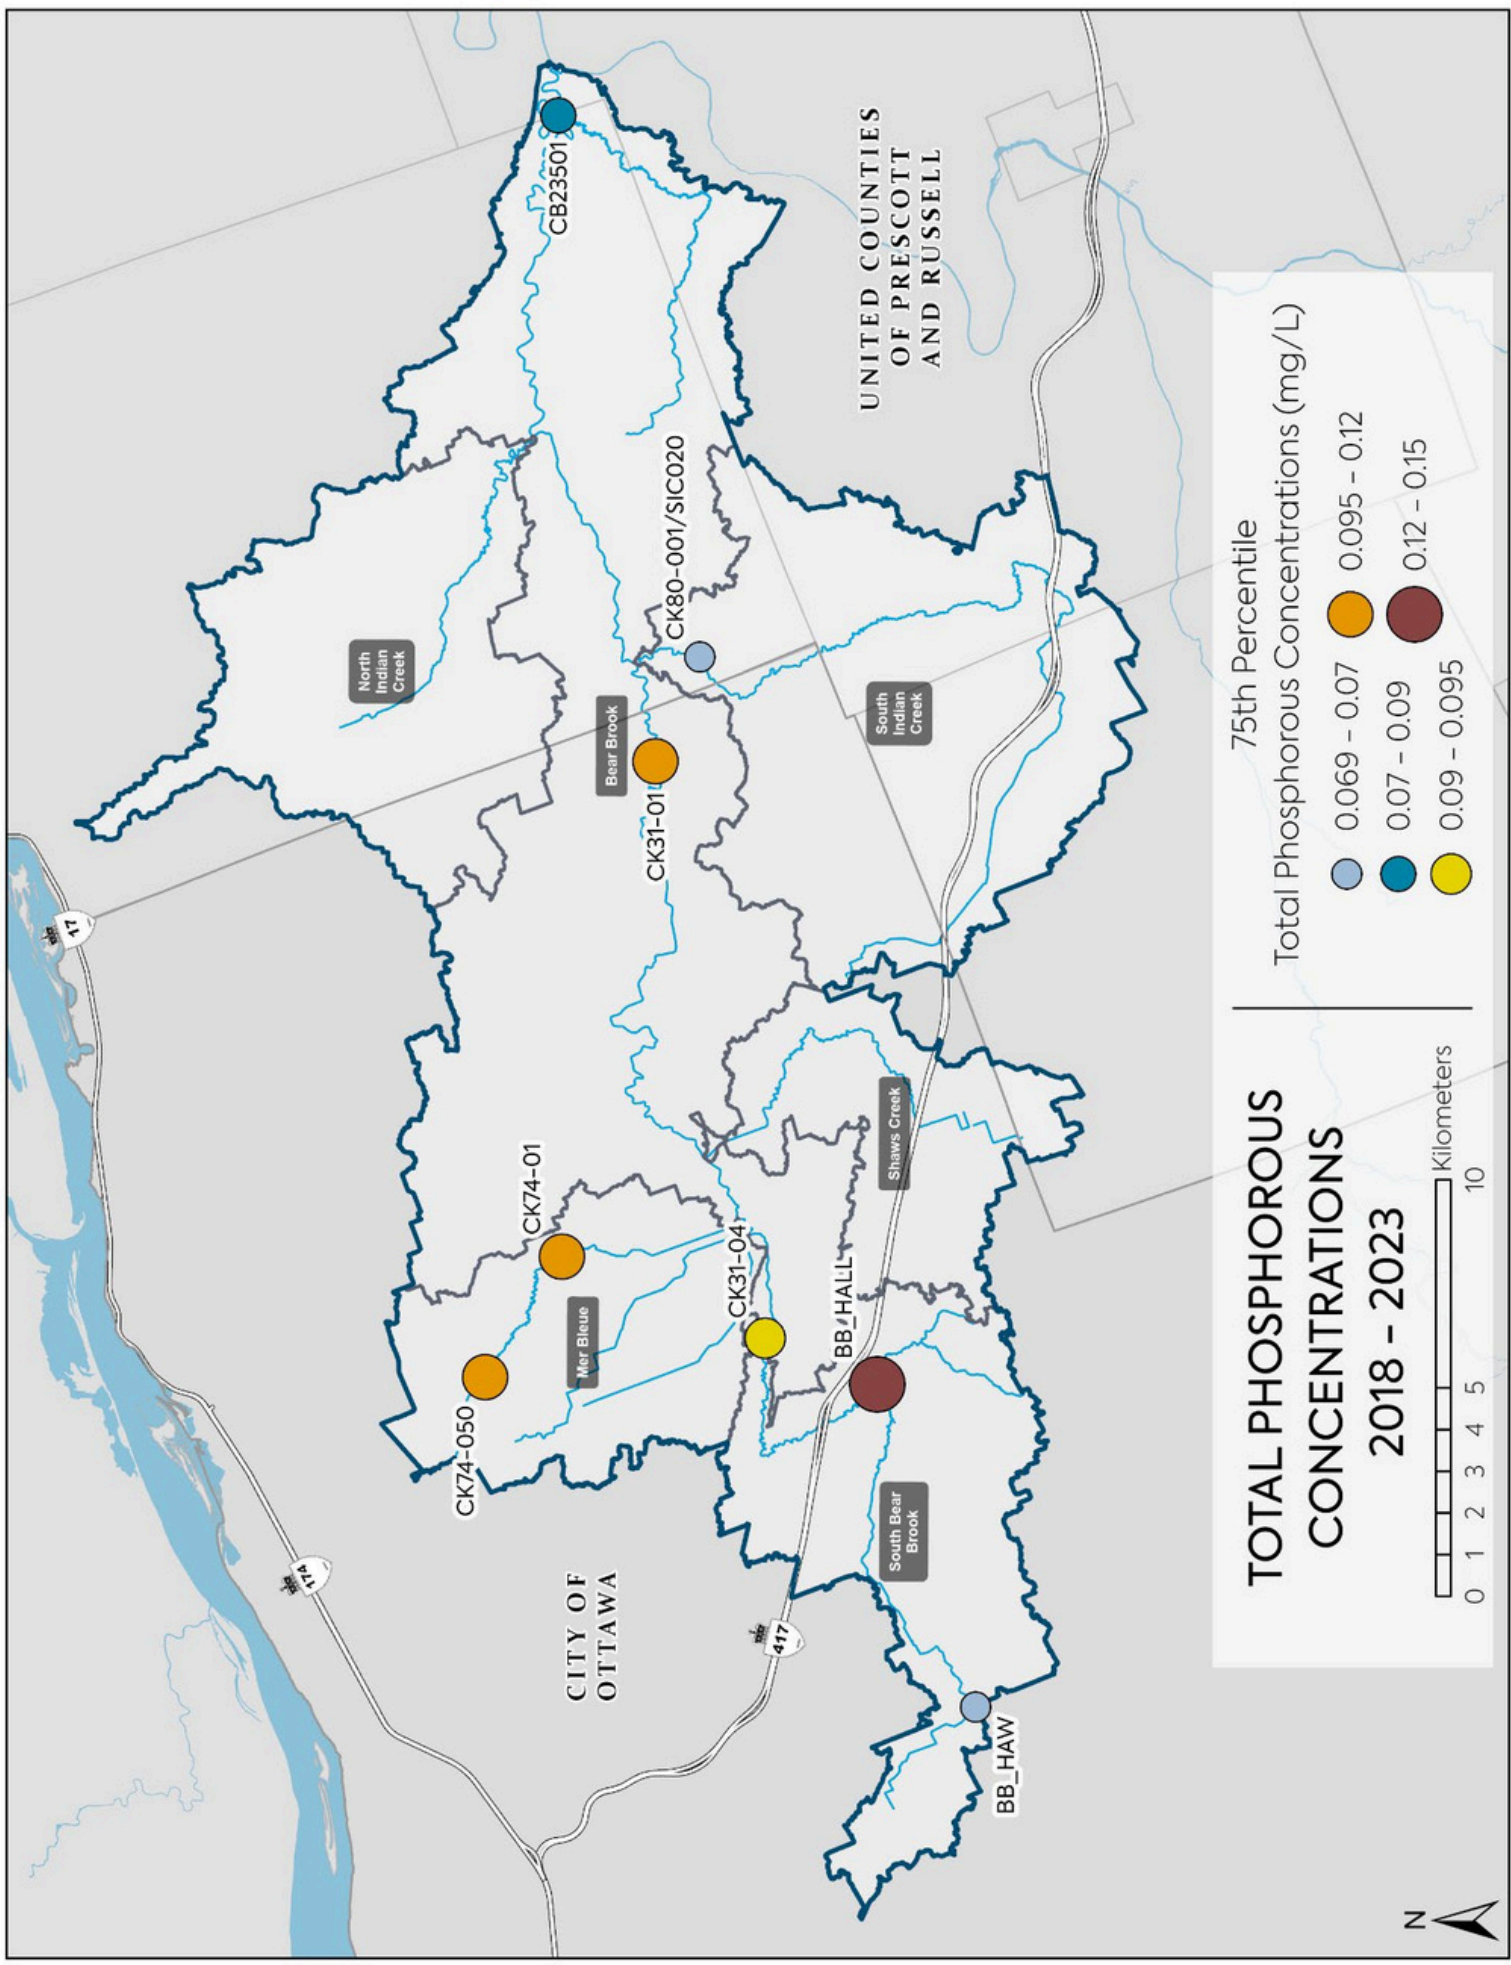 17
174
417
CITY OF
OTTAWA
UNITED COUNTIES
OF PRESCOTT
AND RUSSELL
North
Indian
Creek
Bear Brook
South
Indian
Creek
Mer Bleue
Shaws Creek
South Bear
Brook
CK74-050
CK74-01
CK31-04
BB_HALL
BB_HAW
CK31-01
CK80-001/SIC020
CB23501
N
TOTAL PHOSPHOROUS
CONCENTRATIONS
2018 - 2023
0 1 2 3 4 5 10
Kilometers
75th Percentile
Total Phosphorous Concentrations (mg/L)
0.069 - 0.07
0.07 - 0.09
0.09 - 0.095
0.095 - 0.12
0.12 - 0.15